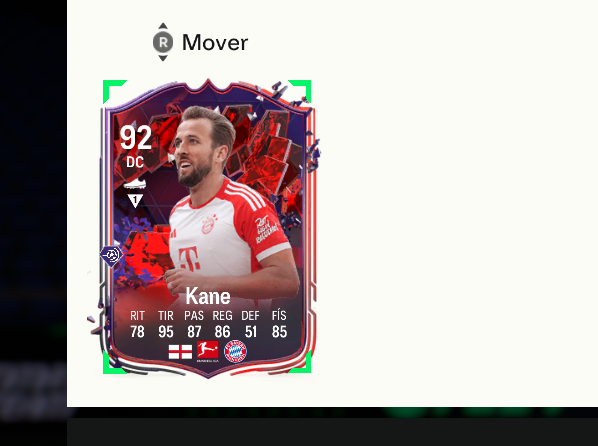 R Mover
92
DC
1
T
Kane
RIT TIR PAS REG DEF FÍS
78 95 87 86 51 85